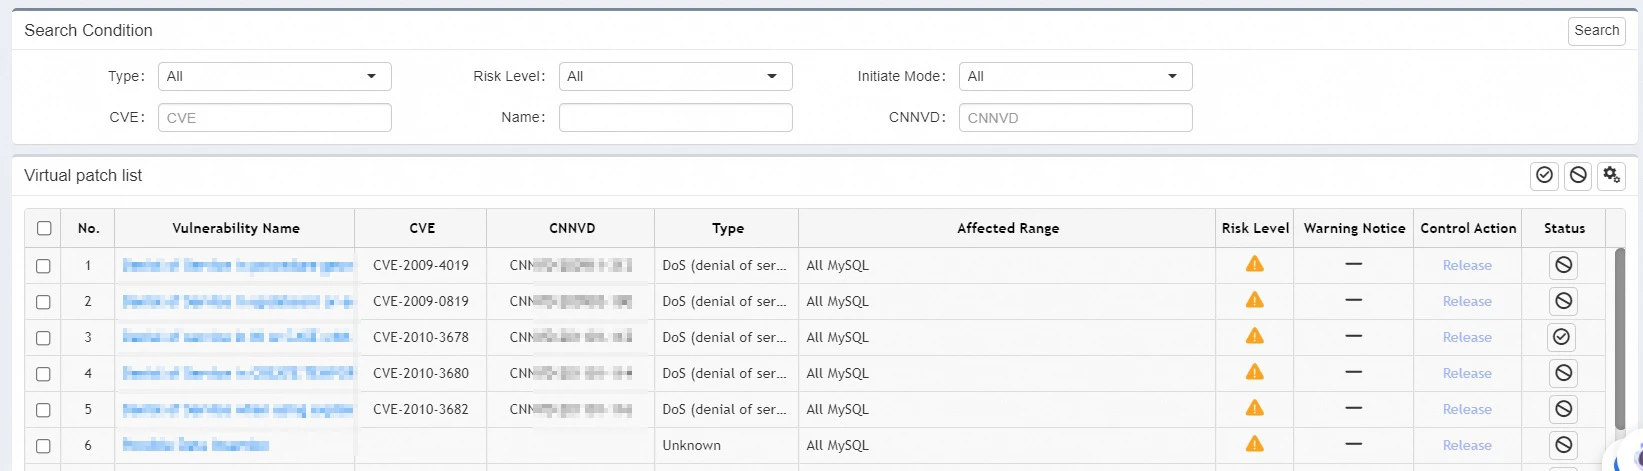 Search Condition Search
Type: All Risk Level: All Initiate Mode: All
CVE: CVE Name: CNNVD: CNNVD
Virtual patch list
No. Vulnerability Name CVE CNNVD Type Affected Range Risk Level Warning Notice Control Action Status
1 CVE-2009-4019 DoS (denial of ser... All MySQL Release
2 CVE-2009-0819 DoS (denial of ser... All MySQL Release
3 CVE-2010-3678 DoS (denial of ser... All MySQL Release
4 CVE-2010-3680 DoS (denial of ser... All MySQL Release
5 CVE-2010-3682 DoS (denial of ser... All MySQL Release
6 Unknown All MySQL Release